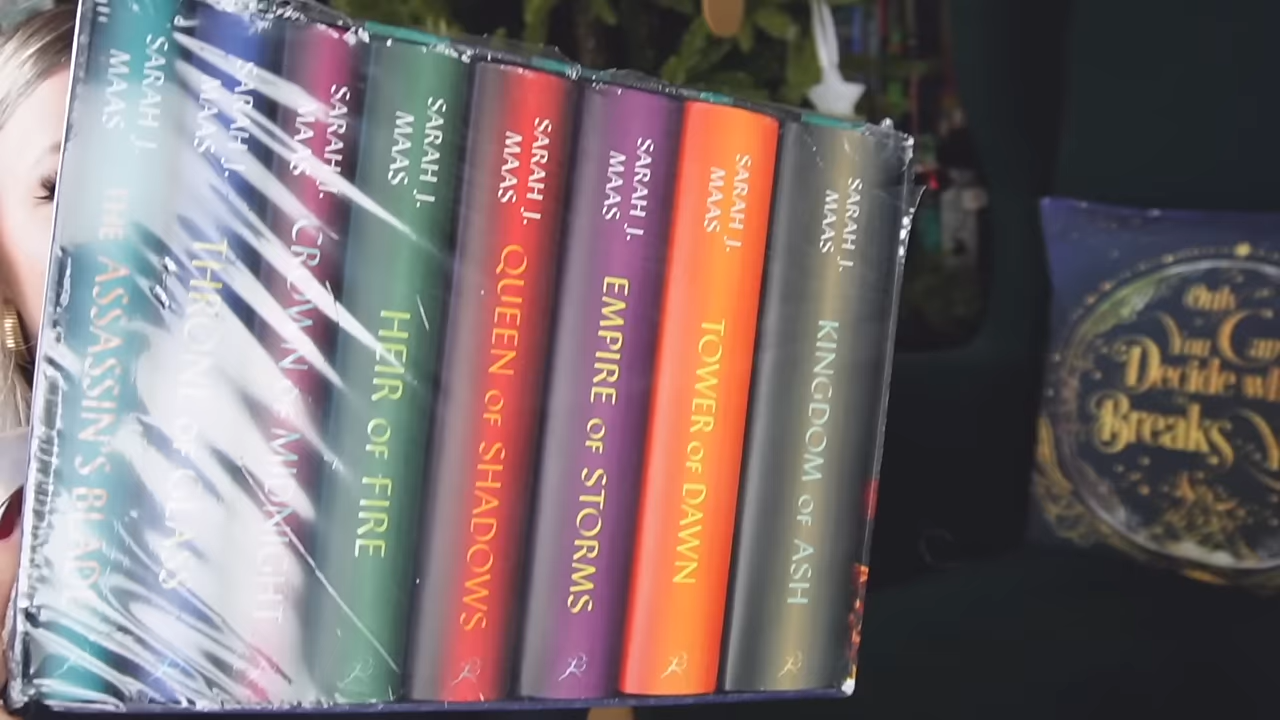 SARAH J.
MAAS
THE ASSASSIN'S BLADE
SARAH J.
MAAS
THRONE OF GLASS
SARAH J.
MAAS
CROWN OF MIDNIGHT
SARAH J.
MAAS
HEIR OF FIRE
SARAH J.
MAAS
QUEEN OF SHADOWS
SARAH J.
MAAS
EMPIRE OF STORMS
SARAH J.
MAAS
TOWER OF DAWN
SARAH J.
MAAS
KINGDOM OF ASH
Only
You Can
Decide wh
Breaks